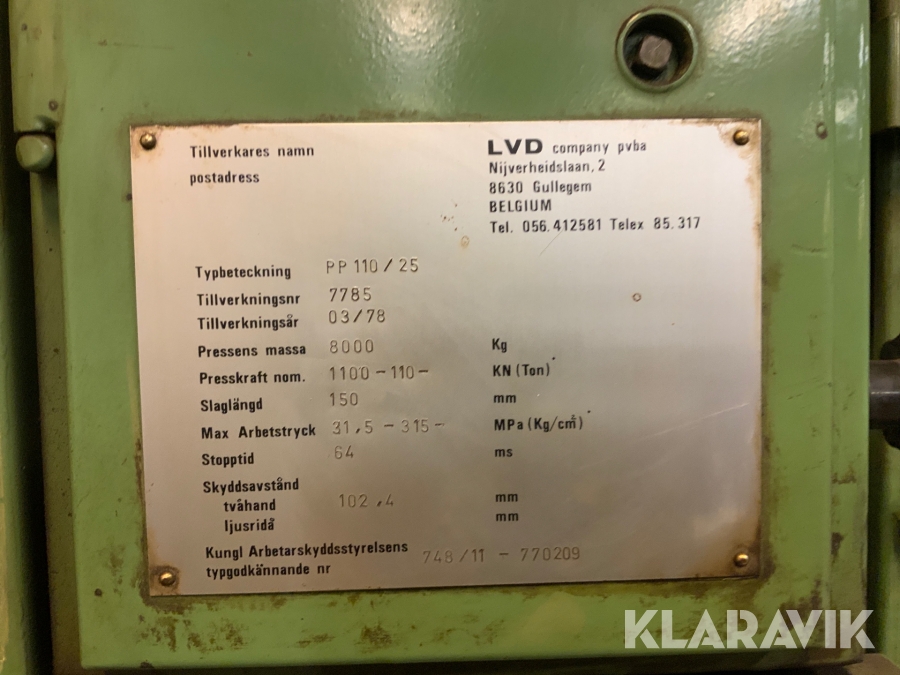 Tillverkares namn
postadress
LVD company pvba
Nijverheidslaan, 2
8630 Gullegem
BELGIUM
Tel. 056.412581 Telex 85.317
Typbeteckning PP 110 / 25
Tillverkningsnr 7785
Tillverkningsår 03/78
Pressens massa 8000 Kg
Presskraft nom. 1100-110- KN (Ton)
Slaglängd 150 mm
Max Arbetstryck 31,5-315- MPa (Kg/cm²)
Stopptid 64 ms
Skyddsavstånd
tvåhand 102,4 mm
ljusridå mm
Kungl Arbetarskyddsstyrelsens
typgodkännande nr 748/11 - 770209
KLARAVIK